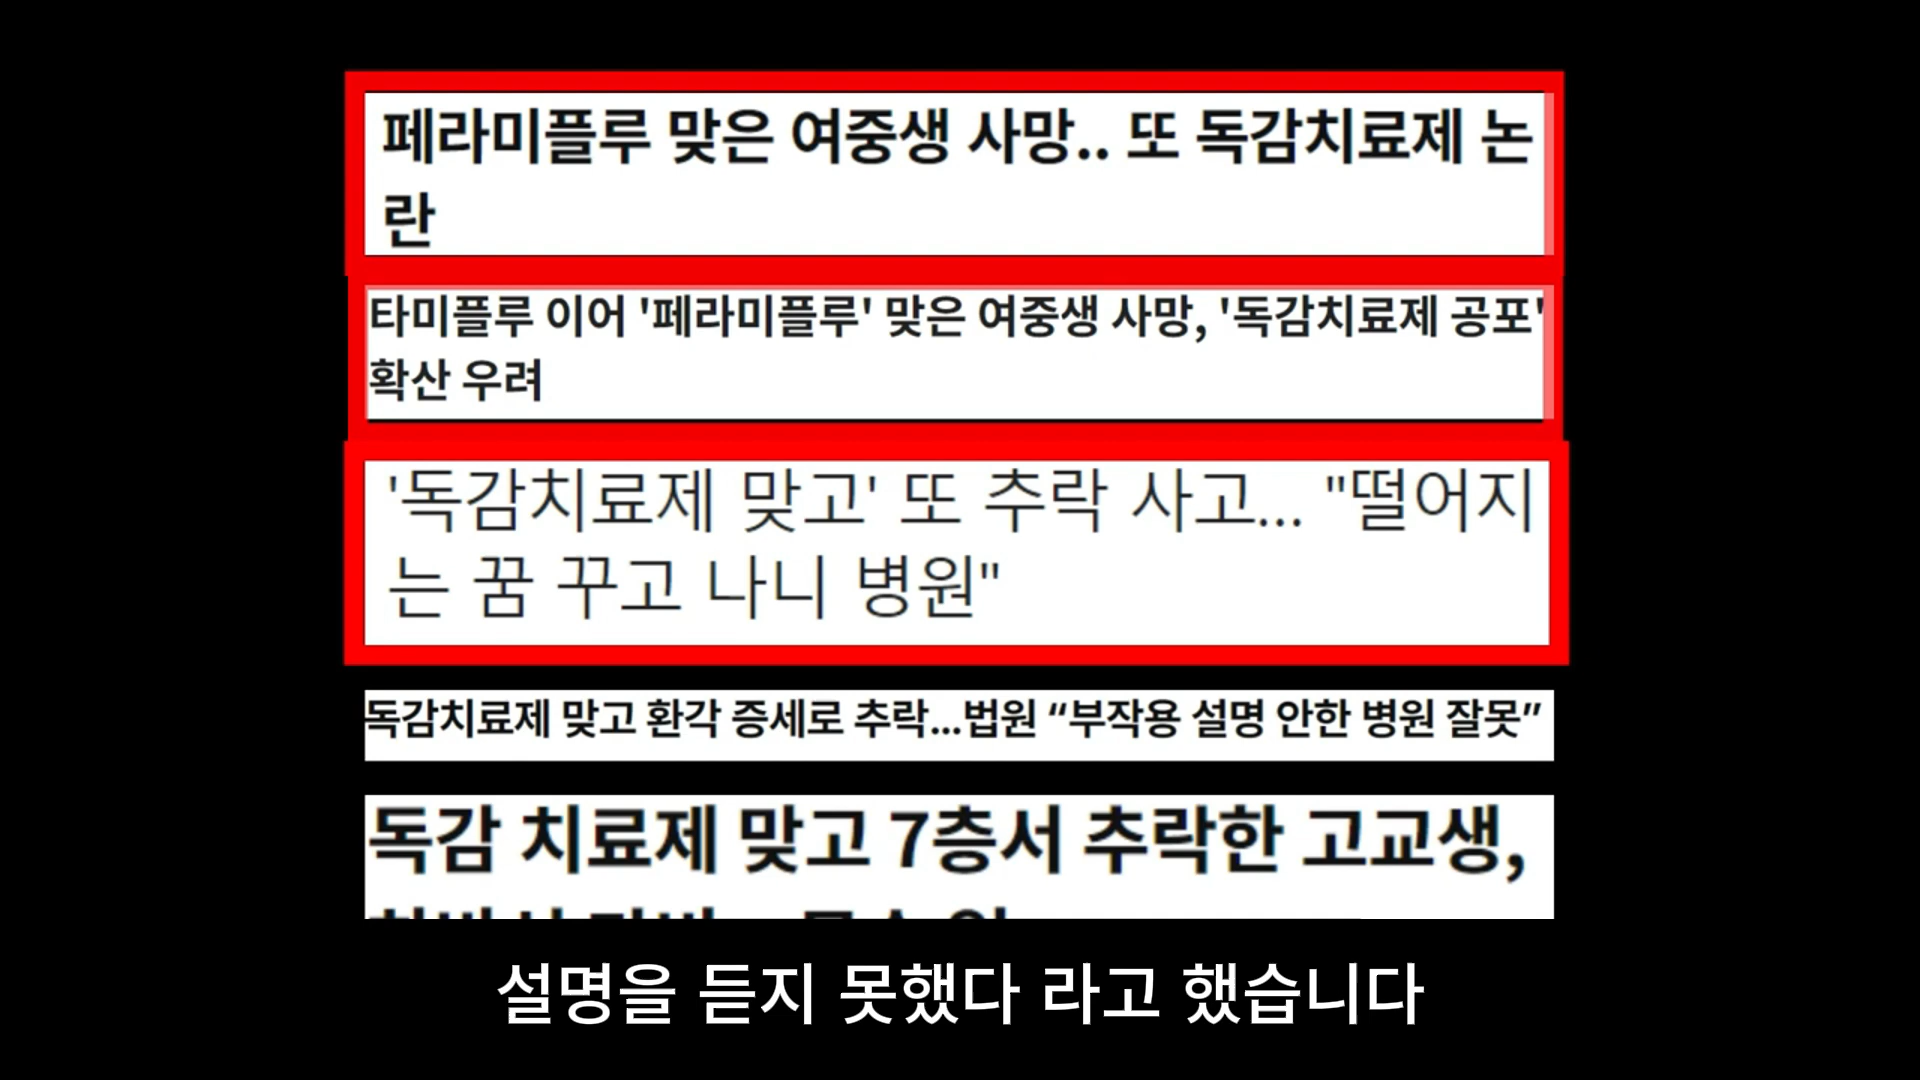 페라미플루 맞은 여중생 사망.. 또 독감치료제 논
란
타미플루 이어 '페라미플루' 맞은 여중생 사망, '독감치료제 공포'
확산 우려
'독감치료제 맞고' 또 추락 사고... "떨어지
는 꿈 꾸고 나니 병원"
독감치료제 맞고 환각 증세로 추락...법원 “부작용 설명 안한 병원 잘못”
독감 치료제 맞고 7층서 추락한 고교생,
설명을 듣지 못했다 라고 했습니다